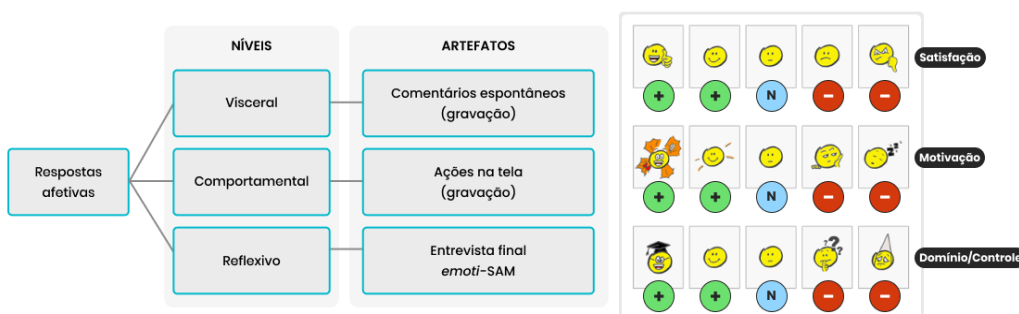 NÍVEIS
ARTEFATOS
Respostas
afetivas
Visceral
Comentários espontâneos
(gravação)
Comportamental
Ações na tela
(gravação)
Reflexivo
Entrevista final
emoti-SAM
Satisfação
+ + N - -
Motivação
+ + N - -
Domínio/Controle
+ + N - -